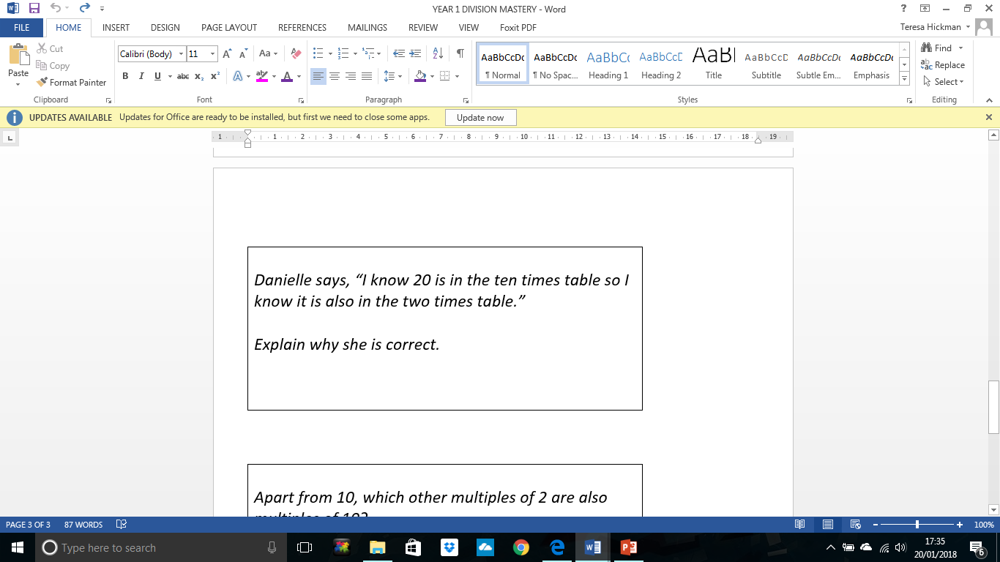 YEAR 1 DIVISION MASTERY - Word
FILE HOME INSERT DESIGN PAGE LAYOUT REFERENCES MAILINGS REVIEW VIEW Foxit PDF Teresa Hickman
Paste
Cut
Copy
Format Painter
Clipboard
Calibri (Body) 11
Font
Paragraph
AaBbCcDc AaBbCcDc AaBbCc AaBbCcD AaB AaBbCcD AaBbCcDc AaBbCcDc
¶ Normal ¶ No Spac... Heading 1 Heading 2 Title Subtitle Subtle Em... Emphasis
Styles
Find
Replace
Select
Editing
UPDATES AVAILABLE Updates for Office are ready to be installed, but first we need to close some apps. Update now
1 1 2 3 4 5 6 7 8 9 10 11 12 13 14 15 16 17 18 19
Danielle says, “I know 20 is in the ten times table so I
know it is also in the two times table.”
Explain why she is correct.
Apart from 10, which other multiples of 2 are also
multiples of 10?
PAGE 3 OF 3 87 WORDS 100%
Type here to search
17:35
20/01/2018
6